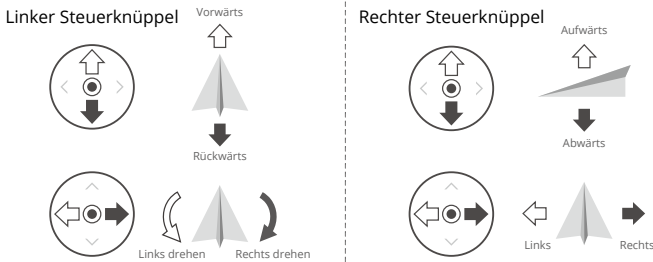 Linker Steuerknüppel
Vorwärts
Rückwärts
Links drehen
Rechts drehen
Rechter Steuerknüppel
Aufwärts
Abwärts
Links
Rechts